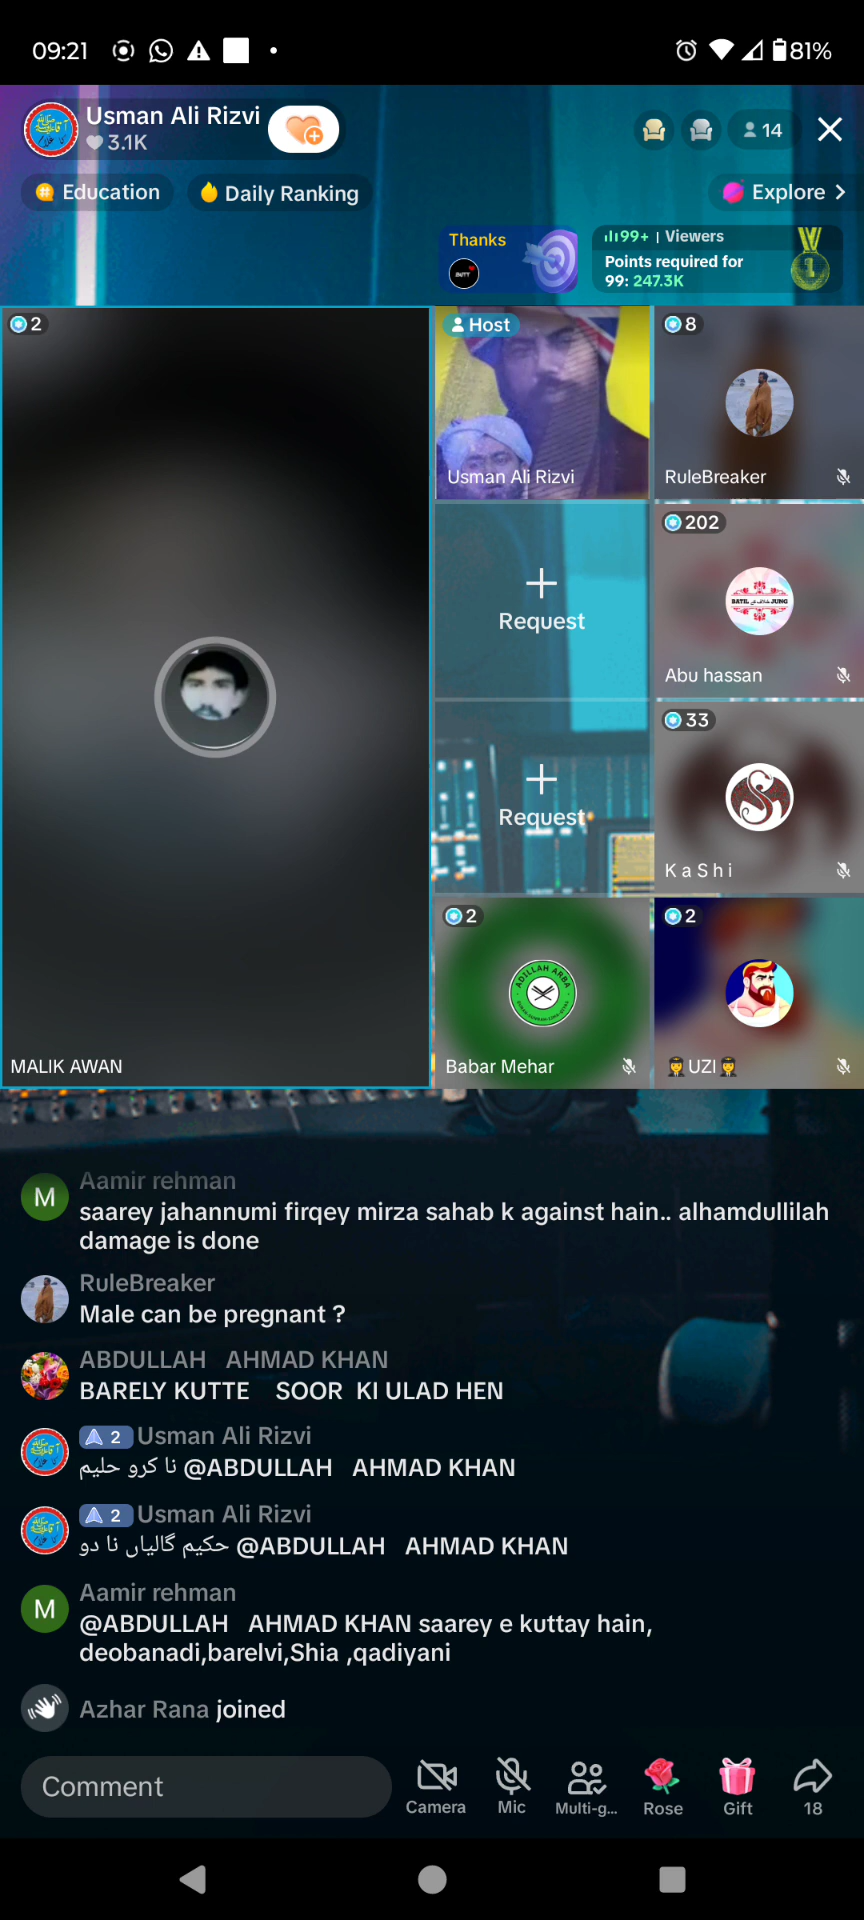 09:21
81%
Usman Ali Rizvi
3.1K
14
Education
Daily Ranking
Explore
Thanks
99+ | Viewers
Points required for
99: 247.3K
2
Host
Usman Ali Rizvi
8
RuleBreaker
Request
202
BATIL JUNG
Abu hassan
Request
33
K a S h i
2
ADILLAH ARBA
Babar Mehar
2
UZI
MALIK AWAN
M
Aamir rehman
saarey jahannumi firqey mirza sahab k against hain.. alhamdullilah
damage is done
RuleBreaker
Male can be pregnant ?
ABDULLAH AHMAD KHAN
BARELY KUTTE SOOR KI ULAD HEN
2 Usman Ali Rizvi
نا کرو حلیم @ABDULLAH AHMAD KHAN
2 Usman Ali Rizvi
حکیم گالیاں نا دو @ABDULLAH AHMAD KHAN
M
Aamir rehman
@ABDULLAH AHMAD KHAN saarey e kuttay hain,
deobanadi,barelvi,Shia ,qadiyani
Azhar Rana joined
Comment
Camera
Mic
Multi-g...
Rose
Gift
18